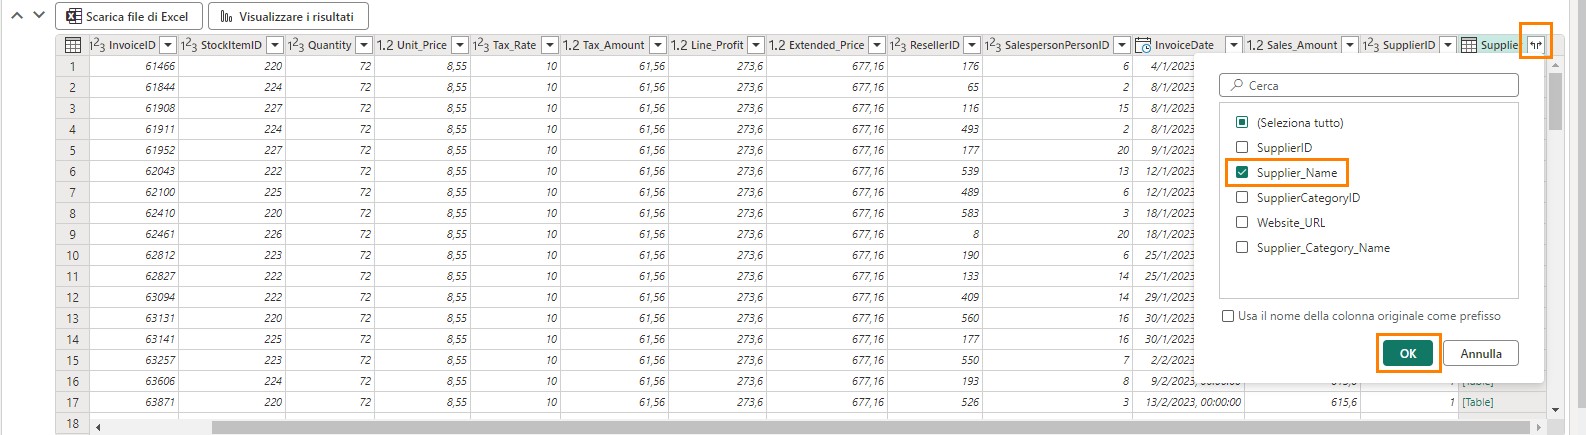 Scarica file di Excel Visualizzare i risultati
1²3 InvoiceID 1²3 StockItemID 1²3 Quantity 1.2 Unit_Price 1²3 Tax_Rate 1.2 Tax_Amount 1.2 Line_Profit 1.2 Extended_Price 1²3 ResellerID 1²3 SalespersonPersonID InvoiceDate 1.2 Sales_Amount 1²3 SupplierID Supplie
1 61466 220 72 8,55 10 61,56 273,6 677,16 176 6 4/1/2023
2 61844 224 72 8,55 10 61,56 273,6 677,16 65 2 8/1/2023
3 61908 227 72 8,55 10 61,56 273,6 677,16 116 15 8/1/2023
4 61911 224 72 8,55 10 61,56 273,6 677,16 493 2 8/1/2023
5 61952 227 72 8,55 10 61,56 273,6 677,16 177 20 9/1/2023
6 62043 222 72 8,55 10 61,56 273,6 677,16 539 13 12/1/2023
7 62100 225 72 8,55 10 61,56 273,6 677,16 489 6 12/1/2023
8 62410 220 72 8,55 10 61,56 273,6 677,16 583 3 18/1/2023
9 62461 226 72 8,55 10 61,56 273,6 677,16 8 20 18/1/2023
10 62812 223 72 8,55 10 61,56 273,6 677,16 190 6 25/1/2023
11 62827 222 72 8,55 10 61,56 273,6 677,16 133 14 25/1/2023
12 63094 222 72 8,55 10 61,56 273,6 677,16 409 14 29/1/2023
13 63131 220 72 8,55 10 61,56 273,6 677,16 560 16 30/1/2023
14 63141 225 72 8,55 10 61,56 273,6 677,16 177 16 30/1/2023
15 63257 223 72 8,55 10 61,56 273,6 677,16 550 7 2/2/2023
16 63606 224 72 8,55 10 61,56 273,6 677,16 193 8 9/2/2023, 00:00:00 615,6 1 [Table]
17 63871 220 72 8,55 10 61,56 273,6 677,16 526 3 13/2/2023, 00:00:00 615,6 1 [Table]
18
Cerca
(Seleziona tutto)
SupplierID
Supplier_Name
SupplierCategoryID
Website_URL
Supplier_Category_Name
Usa il nome della colonna originale come prefisso
OK Annulla